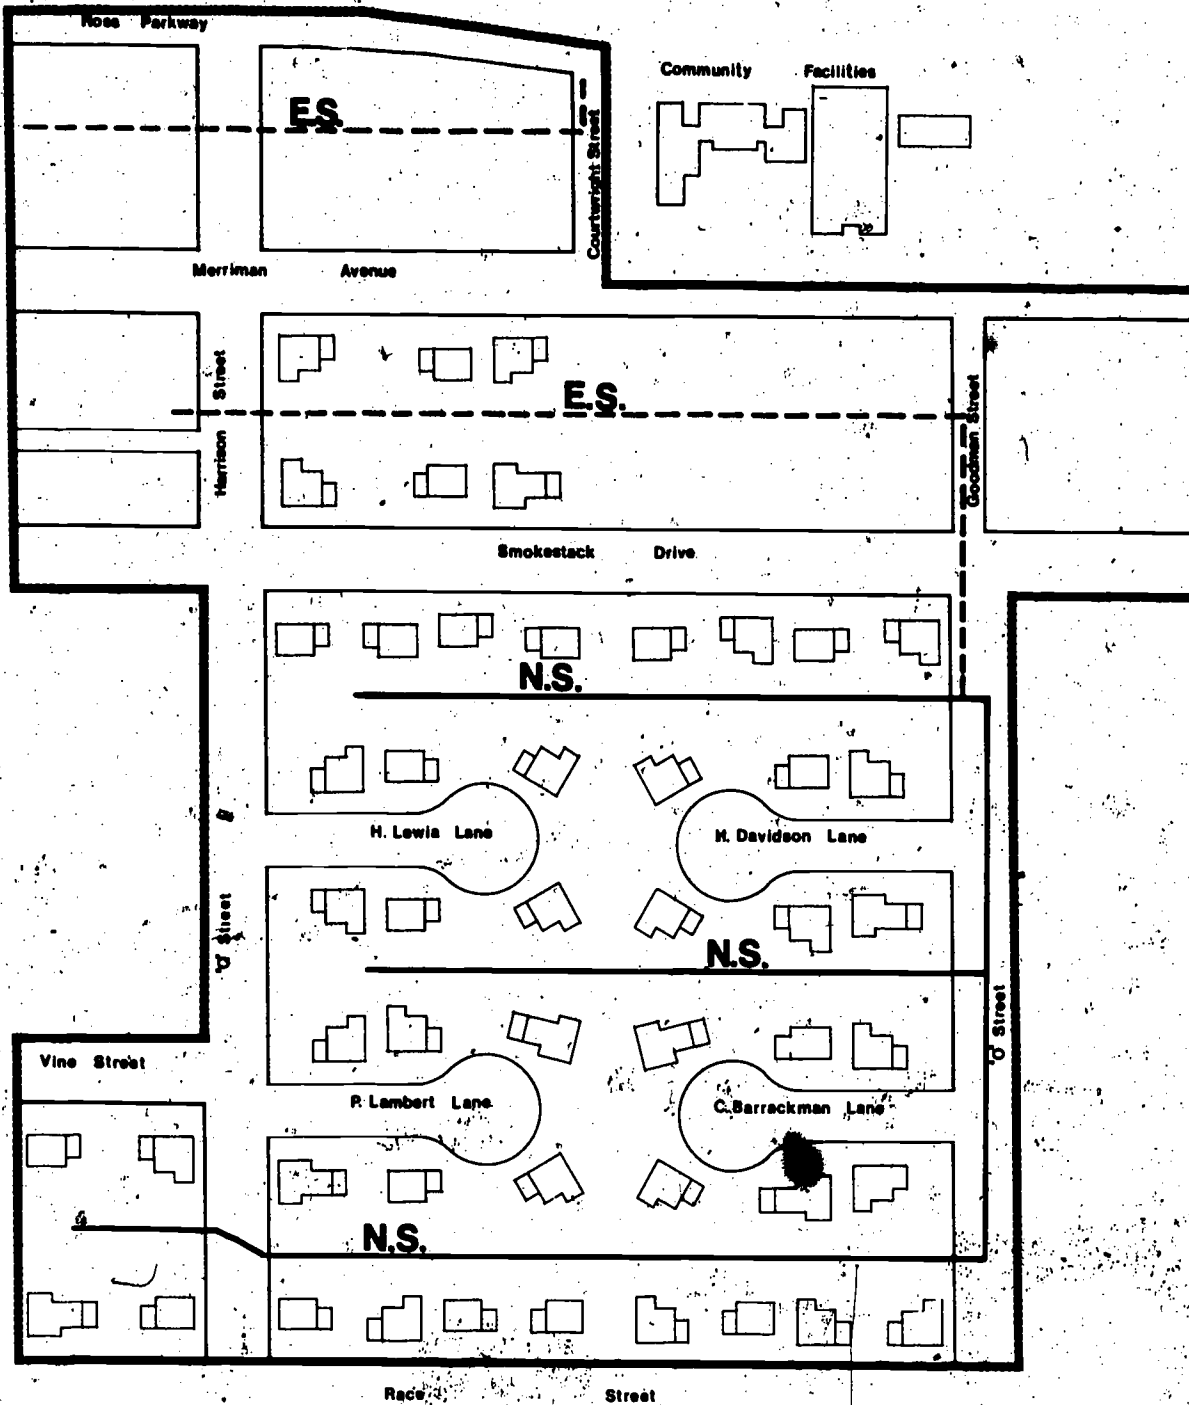 Ross Parkway
Community Facilities
E.S.
Courtwright Street
Merriman Avenue
Harrison Street
E.S.
Goodman Street
Smokestack Drive
N.S.
H. Lewis Lane
H. Davidson Lane
Street
N.S.
"O" Street
Vine Street
P. Lambert Lane
C. Barrackman Lane
N.S.
Race Street